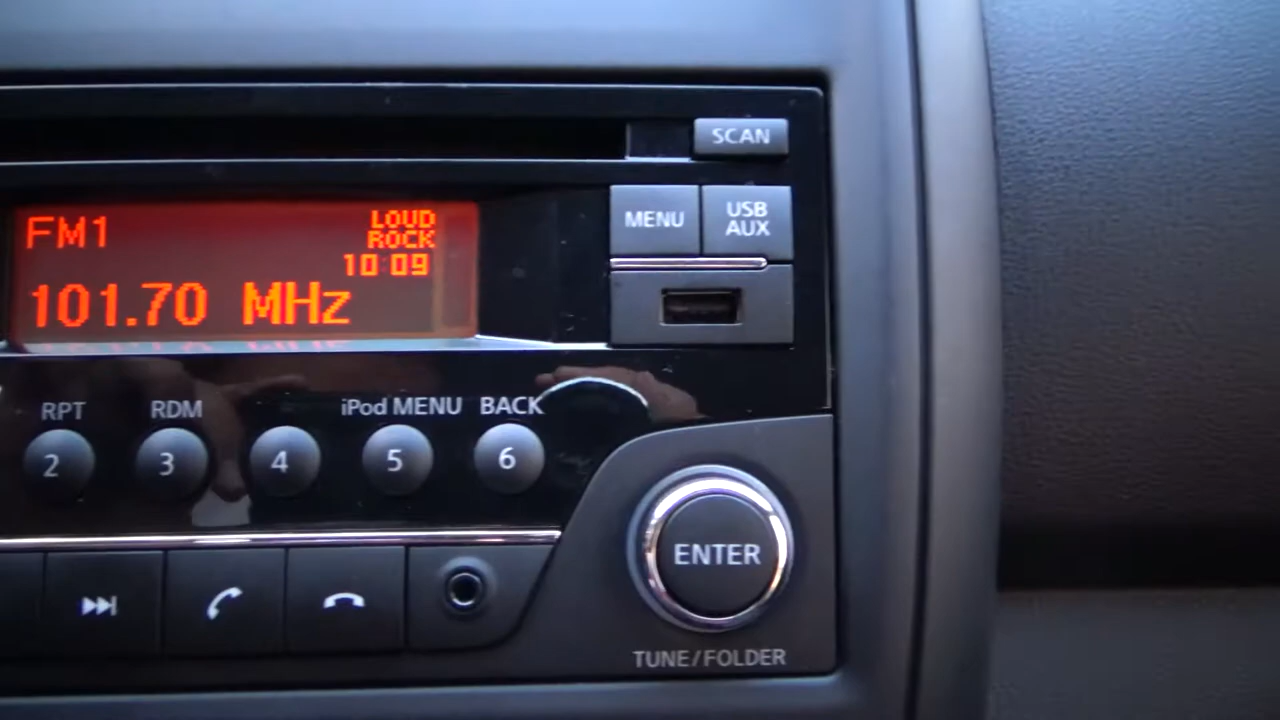 SCAN
MENU
USB
AUX
FM1
LOUD
ROCK
10:09
101.70 MHz
RPT
RDM
iPod MENU
BACK
2
3
4
5
6
ENTER
TUNE/FOLDER